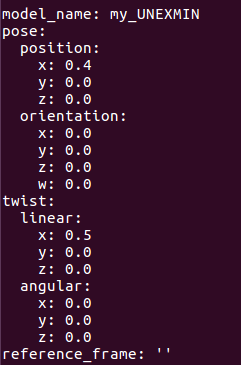 model_name: my_UNEXMIN
pose:
  position:
    x: 0.4
    y: 0.0
    z: 0.0
  orientation:
    x: 0.0
    y: 0.0
    z: 0.0
    w: 0.0
twist:
  linear:
    x: 0.5
    y: 0.0
    z: 0.0
  angular:
    x: 0.0
    y: 0.0
    z: 0.0
reference_frame: ''